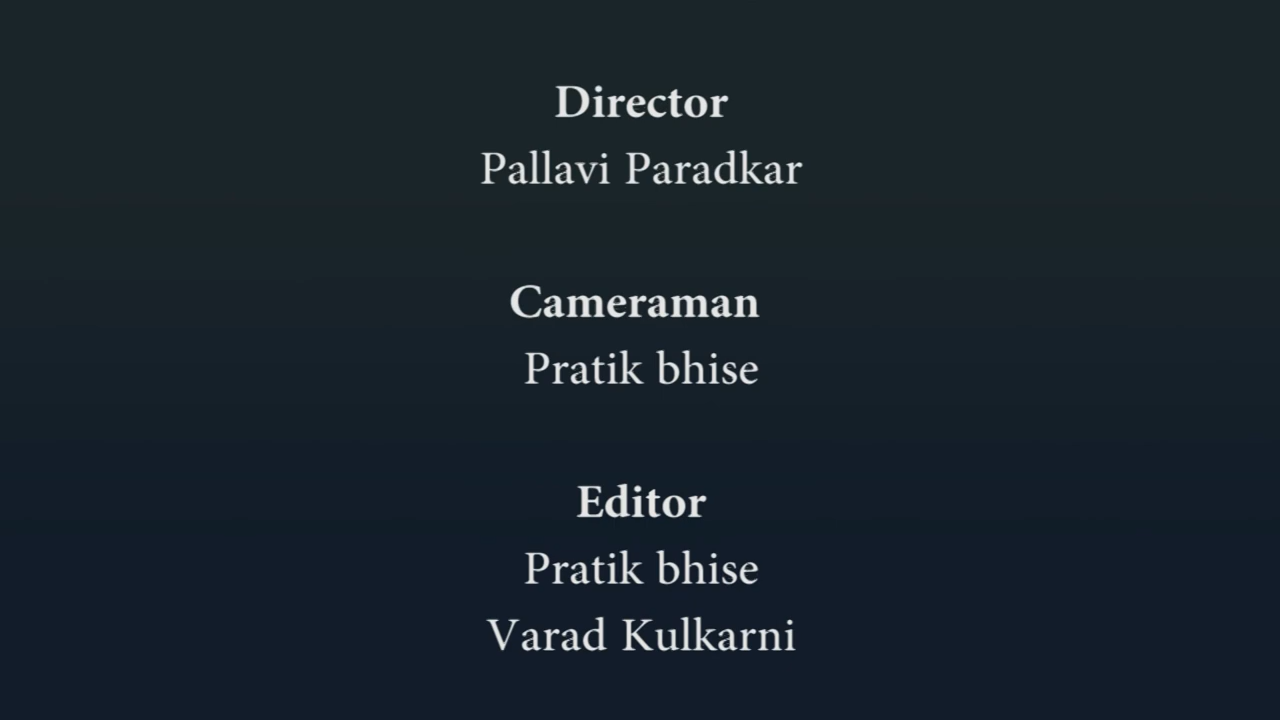 Director
Pallavi Paradkar
Cameraman
Pratik bhise
Editor
Pratik bhise
Varad Kulkarni